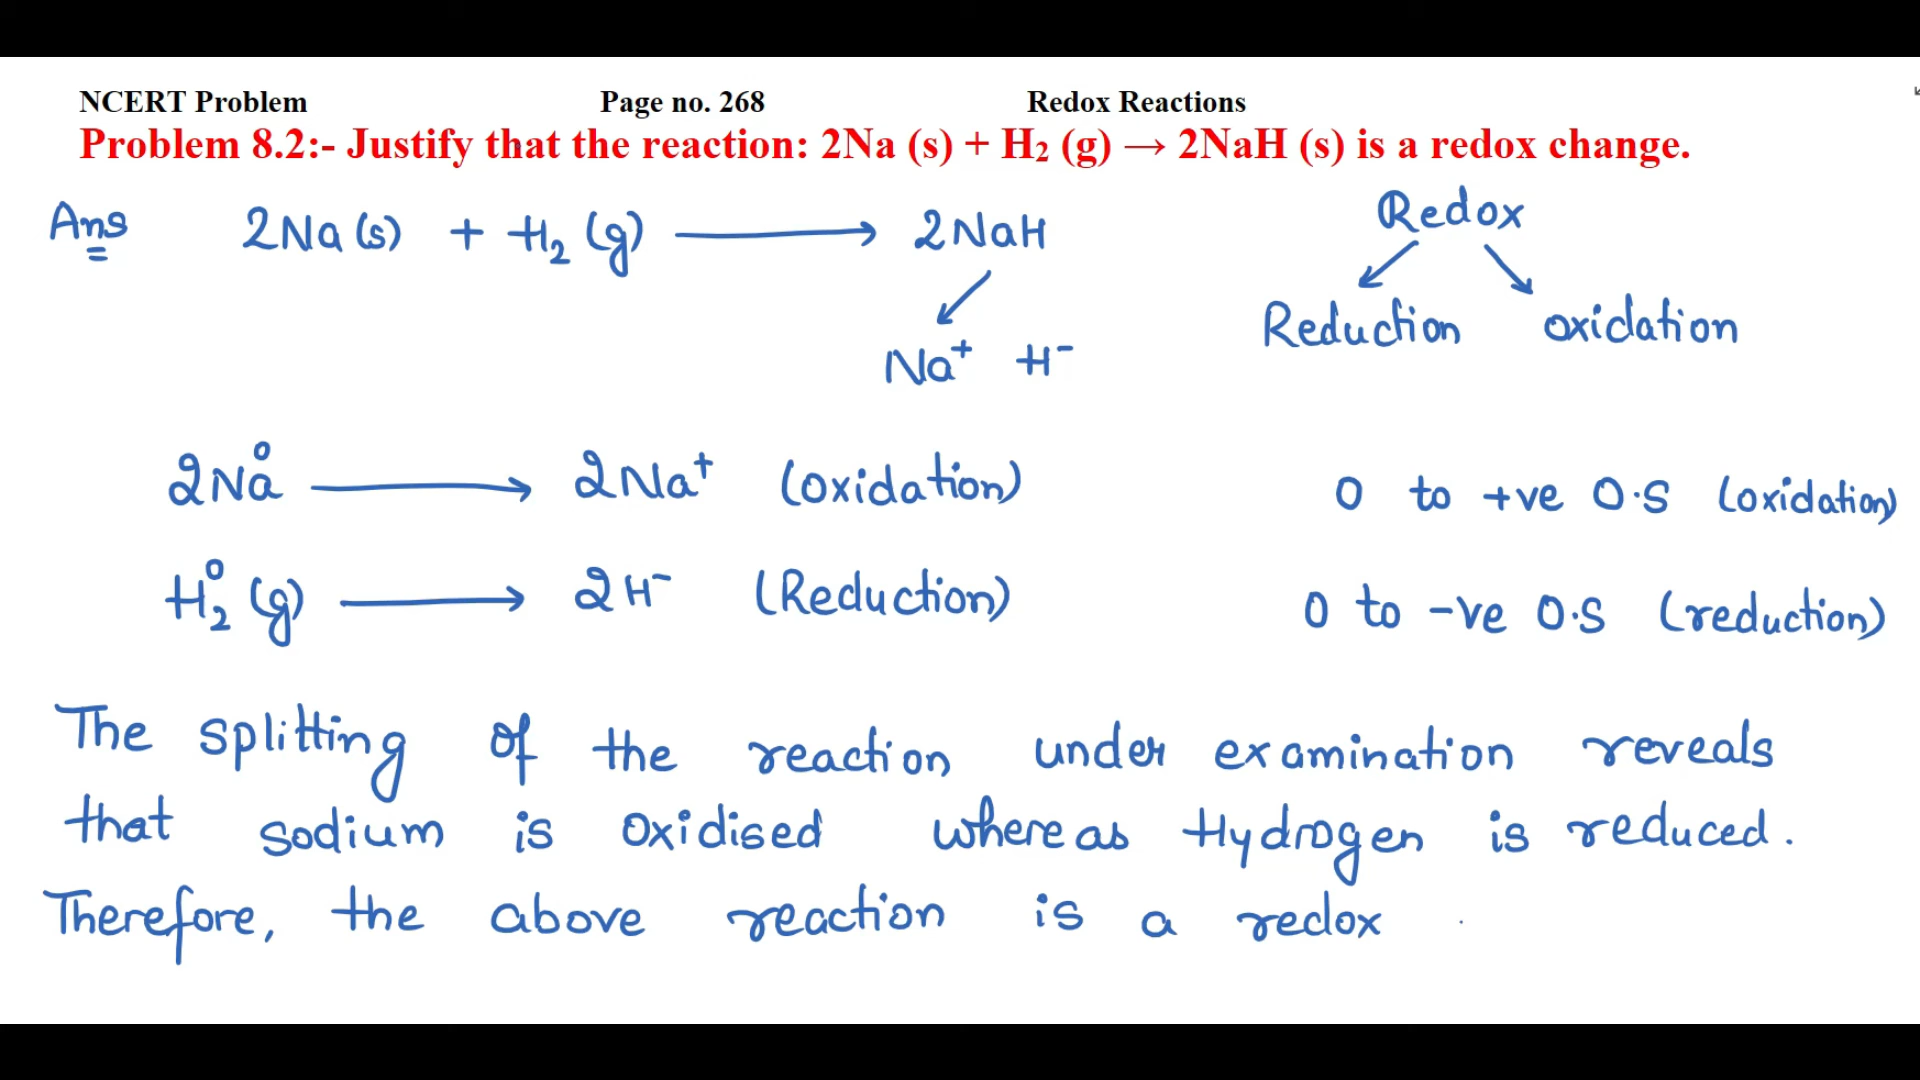 NCERT Problem Page no. 268 Redox Reactions
Problem 8.2:- Justify that the reaction: 2Na (s) + H₂ (g) → 2NaH (s) is a redox change.
Ans 2Na (s) + H₂ (g) ⟶ 2NaH
Redox
Na⁺ H⁻
Reduction oxidation
2Na⁰ ⟶ 2Na⁺ (oxidation) 0 to +ve O.S (oxidation)
H₂⁰ (g) ⟶ 2H⁻ (Reduction) 0 to -ve O.S (reduction)
The splitting of the reaction under examination reveals
that sodium is oxidised whereas Hydrogen is reduced.
Therefore, the above reaction is a redox